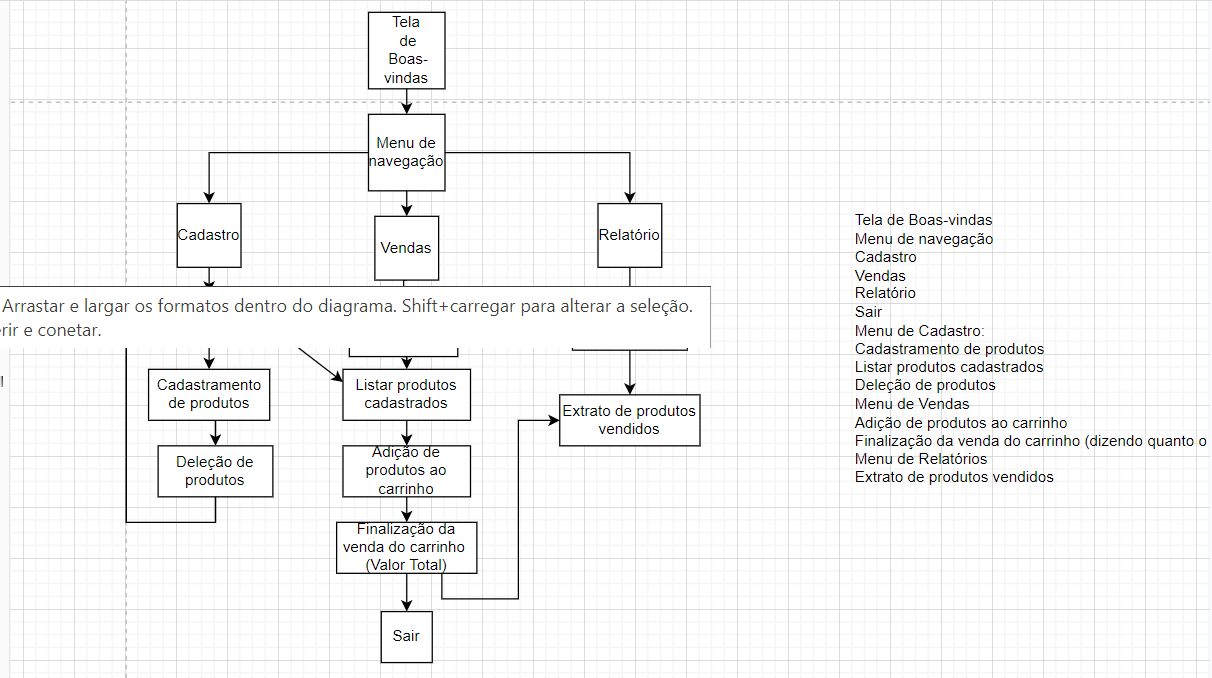 Tela
de
Boas-
vindas
Menu de
navegação
Cadastro
Vendas
Relatório
Arrastar e largar os formatos dentro do diagrama. Shift+carregar para alterar a seleção.
e conetar.
Cadastramento
de produtos
Listar produtos
cadastrados
Extrato de produtos
vendidos
Deleção de
produtos
Adição de
produtos ao
carrinho
Finalização da
venda do carrinho
(Valor Total)
Sair
Tela de Boas-vindas
Menu de navegação
Cadastro
Vendas
Relatório
Sair
Menu de Cadastro:
Cadastramento de produtos
Listar produtos cadastrados
Deleção de produtos
Menu de Vendas
Adição de produtos ao carrinho
Finalização da venda do carrinho (dizendo quanto o
Menu de Relatórios
Extrato de produtos vendidos